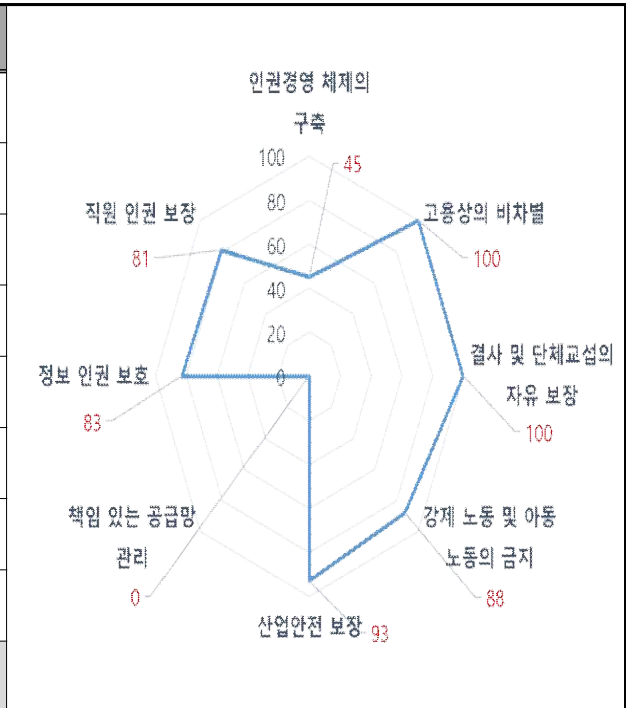 인권경영 체제의
구축
100
45
80
직원 인권 보장
고용상의 비차별
81
60
100
40
20
결사 및 단체교섭의
정보 인권 보호
0
자유 보장
83
100
책임 있는 공급망
강제 노동 및 아동
관리
노동의 금지
0
88
산업안전 보장
93